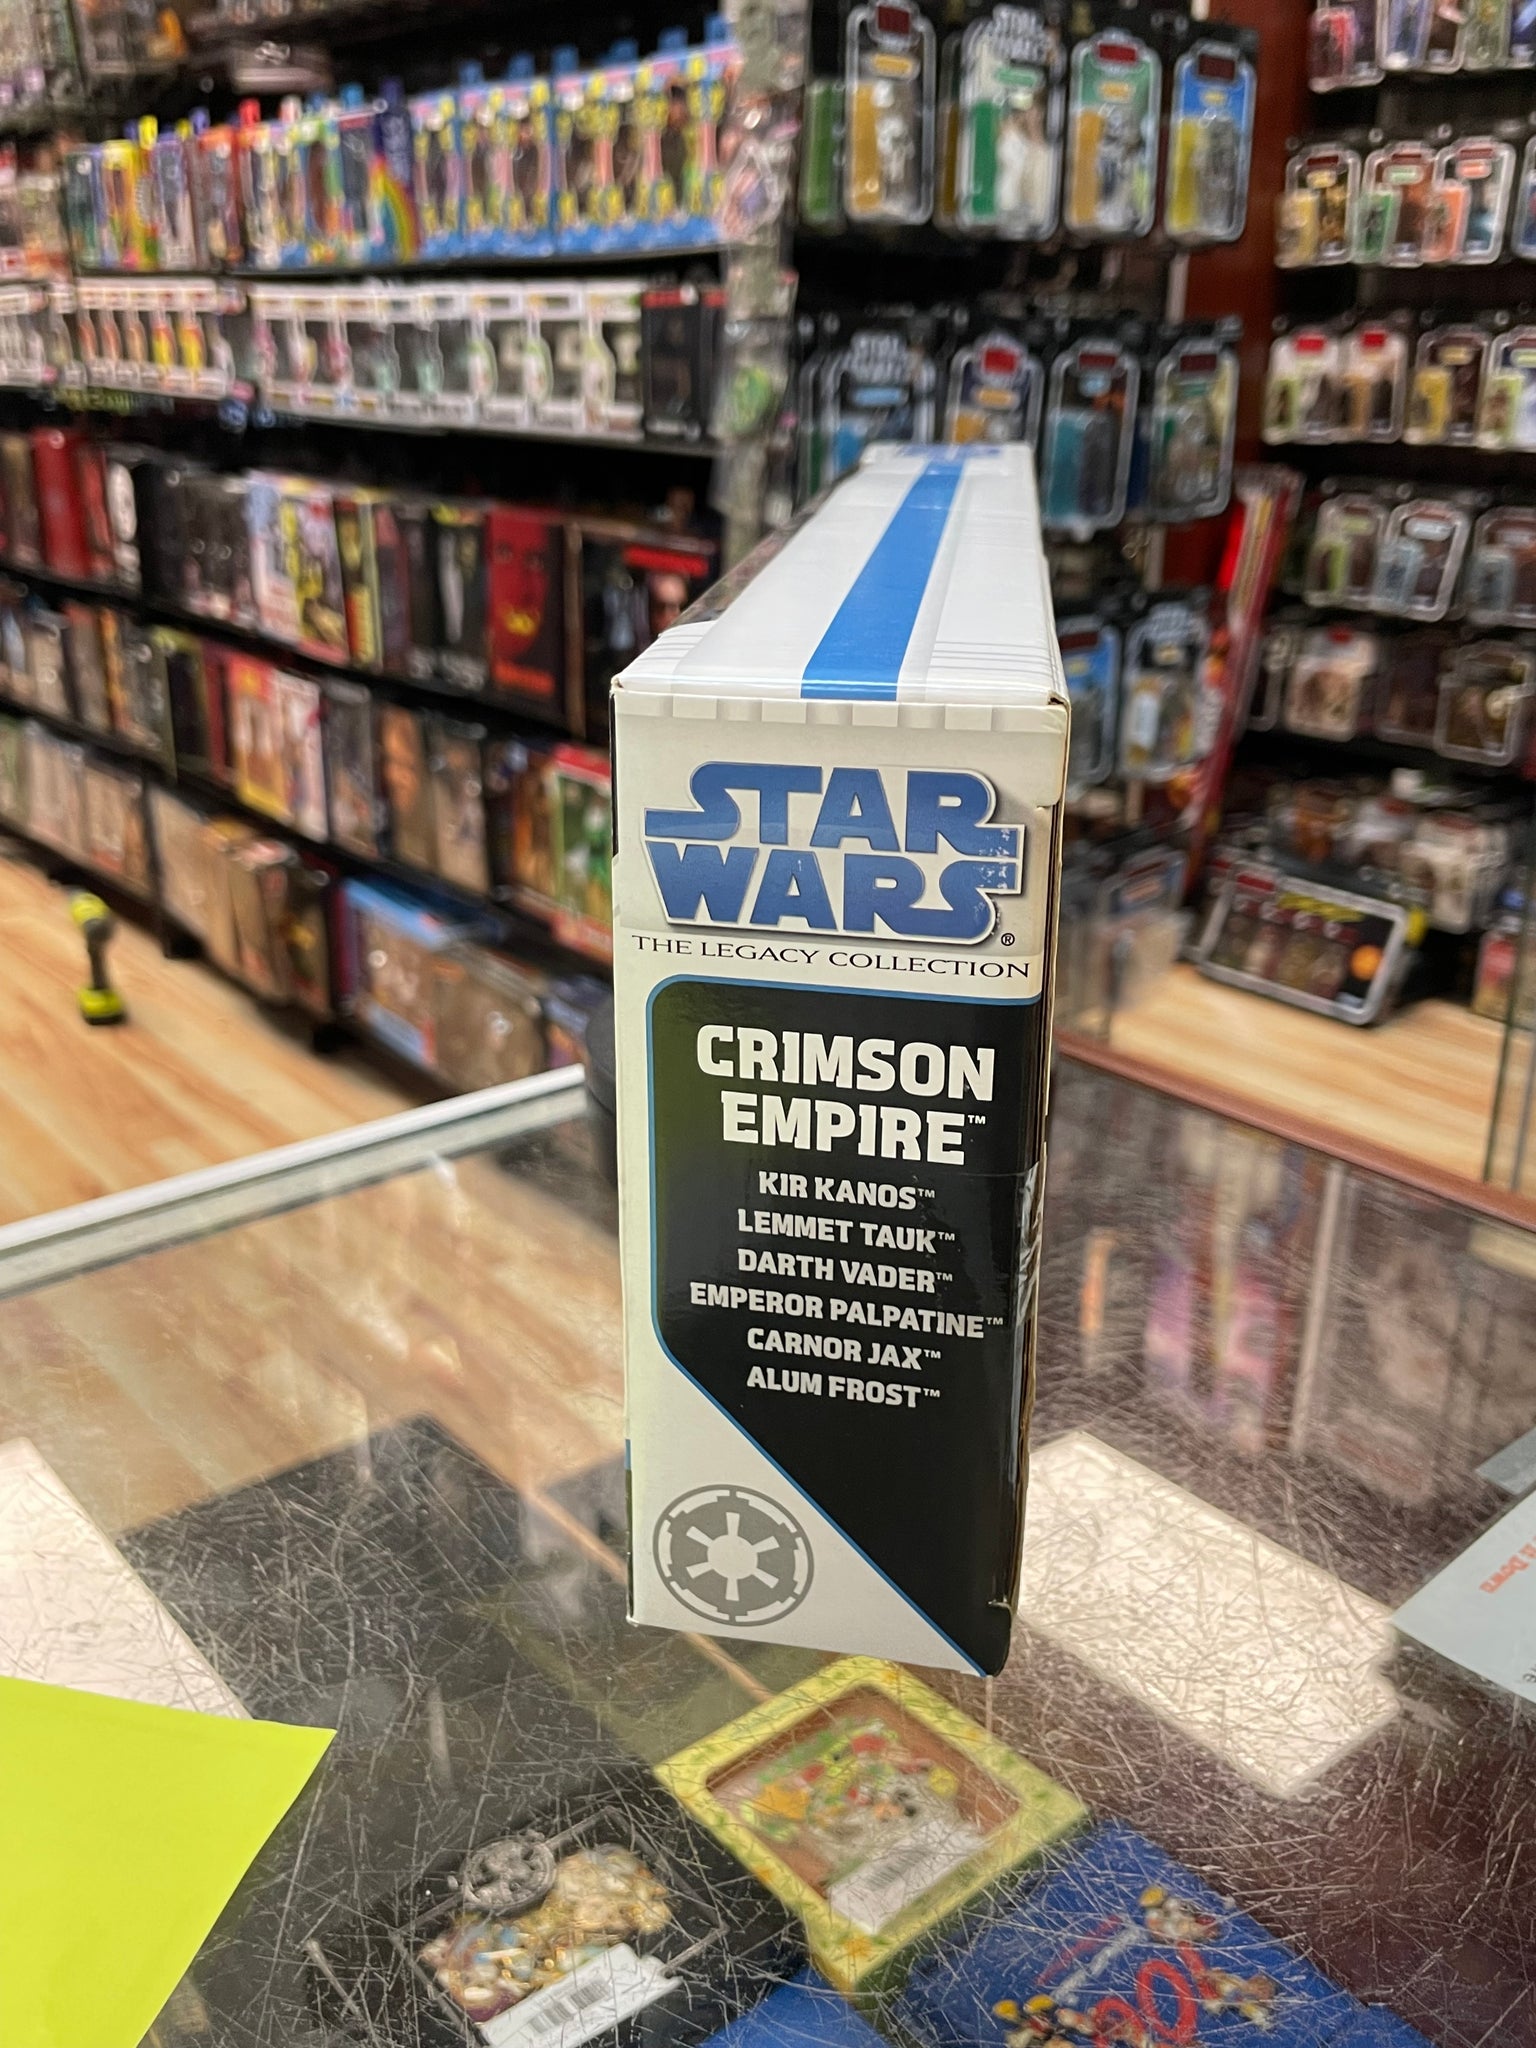 STAR
WARS®
THE LEGACY COLLECTION
CRIMSON
EMPIRE™
KIR KANOS™
LEMMET TAUK™
DARTH VADER™
EMPEROR PALPATINE™
CARNOR JAX™
ALUM FROST™